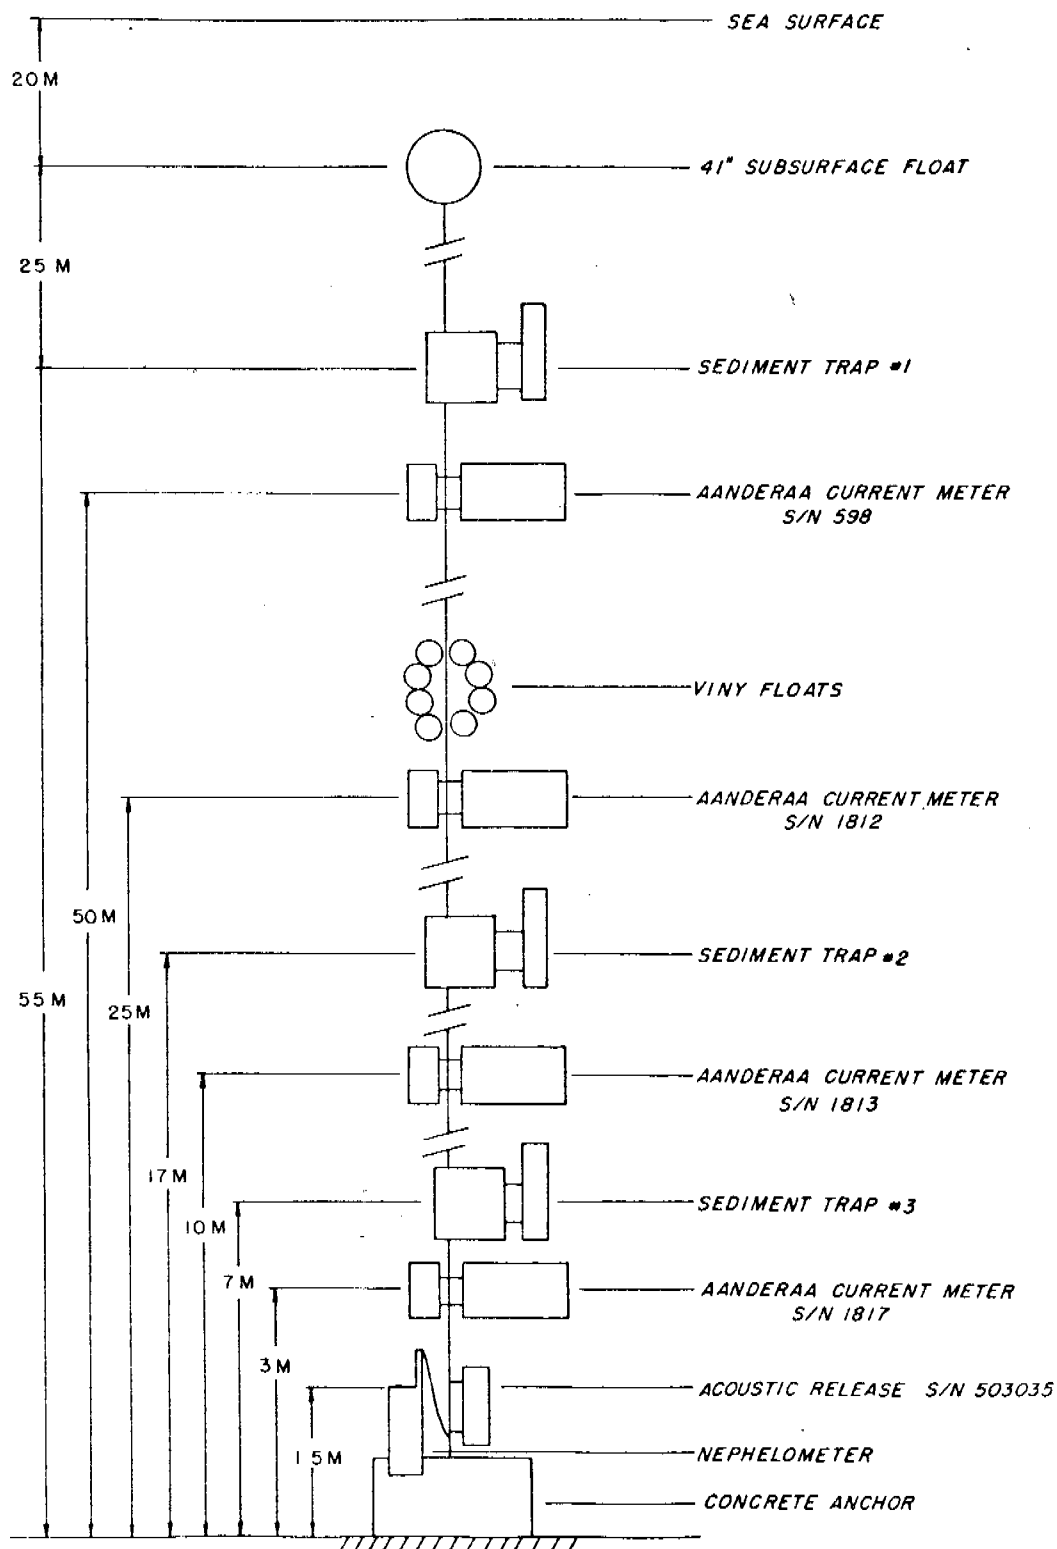 SEA SURFACE
20 M
41" SUBSURFACE FLOAT
25 M
SEDIMENT TRAP #1
AANDERAA CURRENT METER
S/N 598
VINY FLOATS
AANDERAA CURRENT METER
S/N 1812
50 M
SEDIMENT TRAP #2
55 M
25 M
AANDERAA CURRENT METER
S/N 1813
17 M
SEDIMENT TRAP #3
10 M
7 M
AANDERAA CURRENT METER
S/N 1817
3 M
ACOUSTIC RELEASE S/N 503035
1.5 M
NEPHELOMETER
CONCRETE ANCHOR